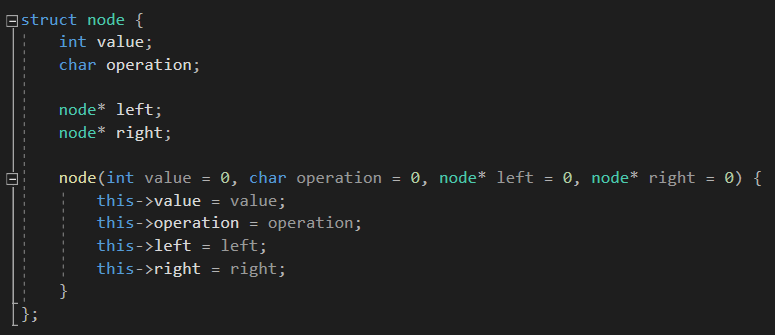 struct node {
    int value;
    char operation;

    node* left;
    node* right;

    node(int value = 0, char operation = 0, node* left = 0, node* right = 0) {
        this->value = value;
        this->operation = operation;
        this->left = left;
        this->right = right;
    }
};